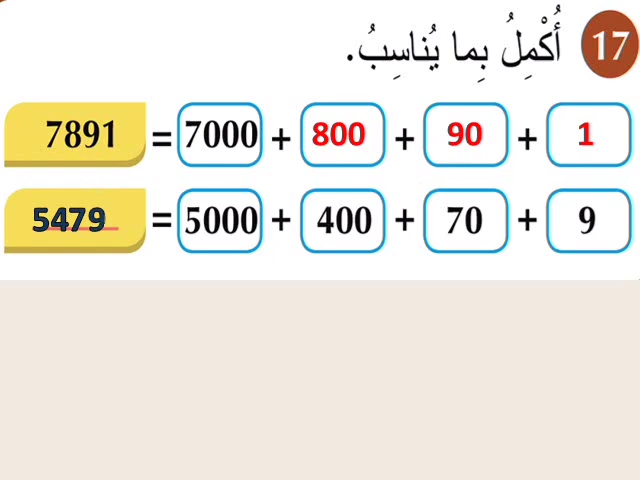 17 أُكْمِلُ بِما يُناسِبُ.
7891 = 7000 + 800 + 90 + 1
5479 = 5000 + 400 + 70 + 9